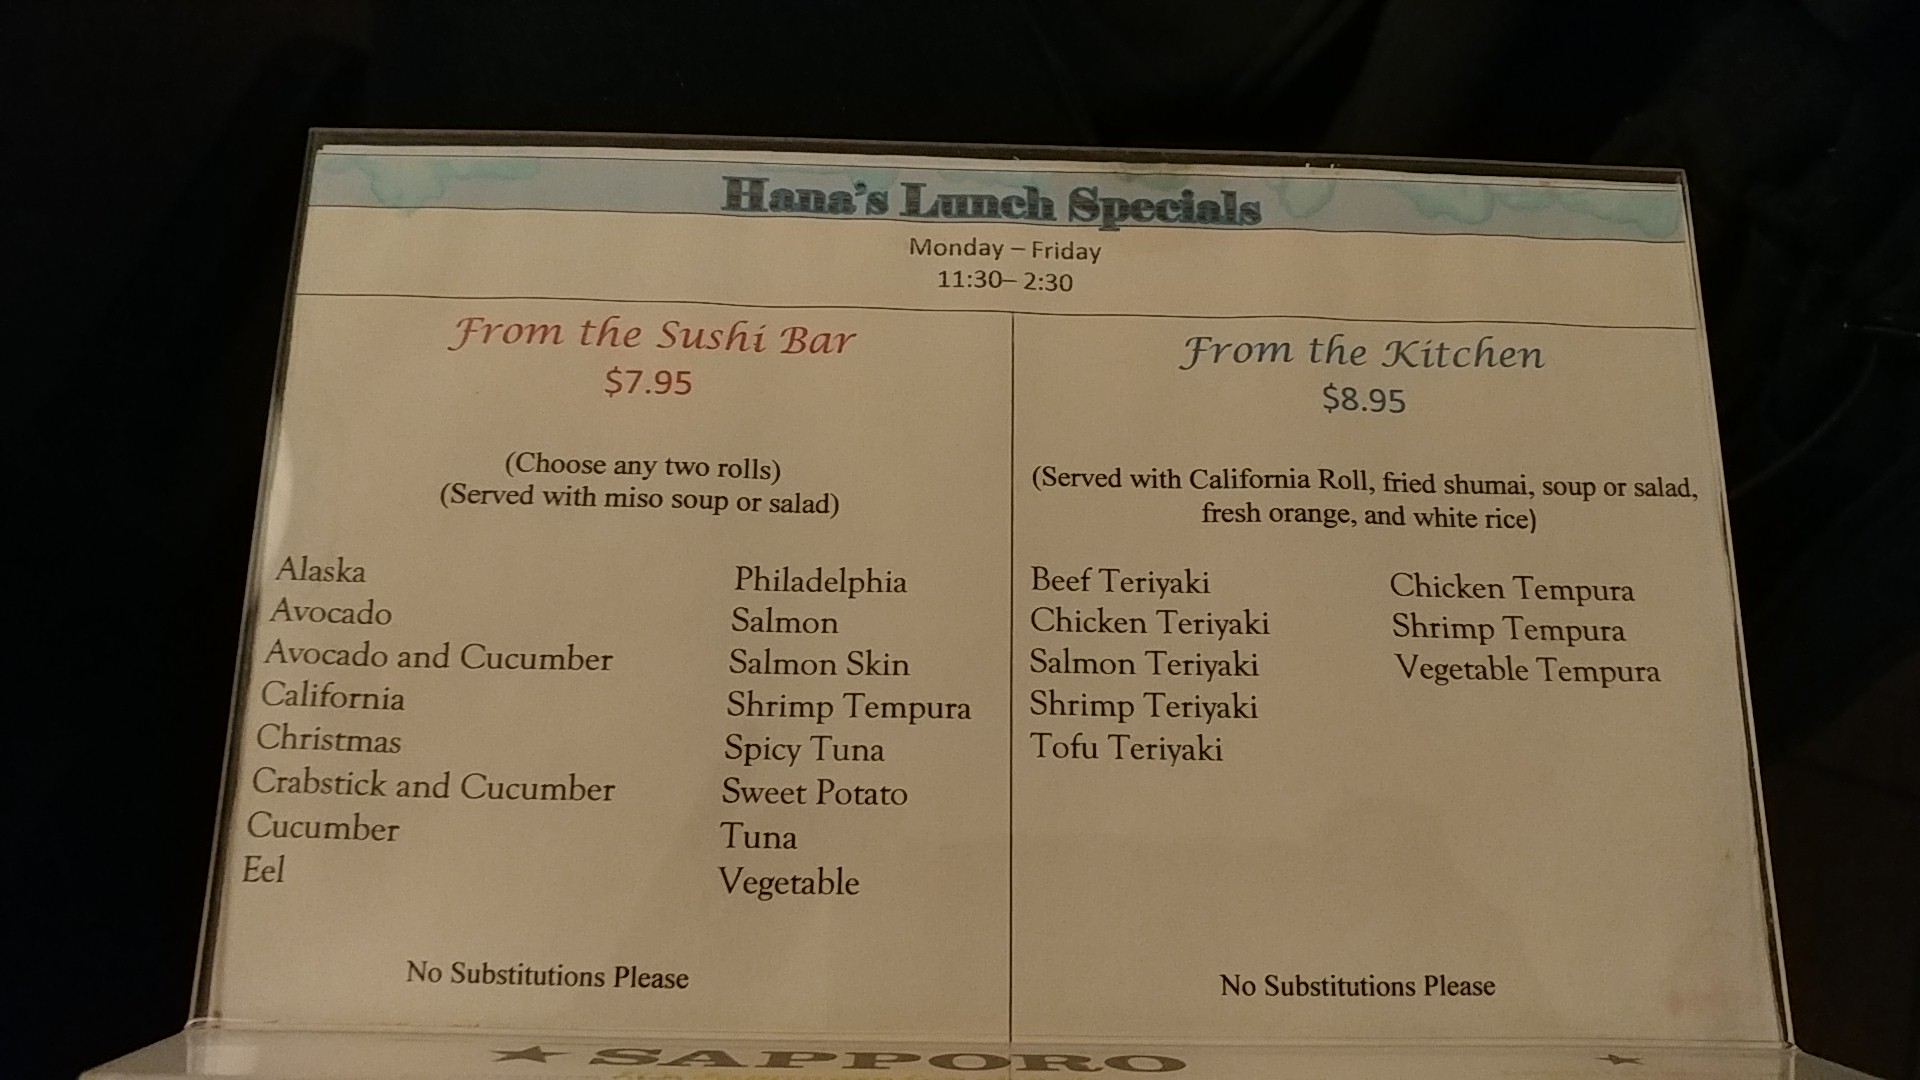 Hana's Lunch Specials
Monday – Friday
11:30– 2:30
From the Sushi Bar
$7.95
(Choose any two rolls)
(Served with miso soup or salad)
Alaska
Avocado
Avocado and Cucumber
California
Christmas
Crabstick and Cucumber
Cucumber
Eel
Philadelphia
Salmon
Salmon Skin
Shrimp Tempura
Spicy Tuna
Sweet Potato
Tuna
Vegetable
No Substitutions Please
From the Kitchen
$8.95
(Served with California Roll, fried shumai, soup or salad,
fresh orange, and white rice)
Beef Teriyaki
Chicken Teriyaki
Salmon Teriyaki
Shrimp Teriyaki
Tofu Teriyaki
Chicken Tempura
Shrimp Tempura
Vegetable Tempura
No Substitutions Please
★ SAPPORO ★